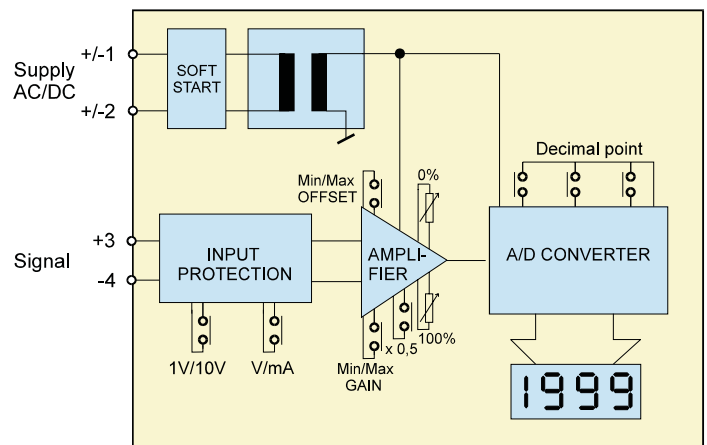 Supply
AC/DC
+/-1
+/-2
SOFT
START
Decimal point
Min/Max
OFFSET
0%
Signal
+3
-4
INPUT
PROTECTION
AMPLI-
FIER
A/D CONVERTER
1V/10V
V/mA
Min/Max
GAIN
x 0,5
100%
1999